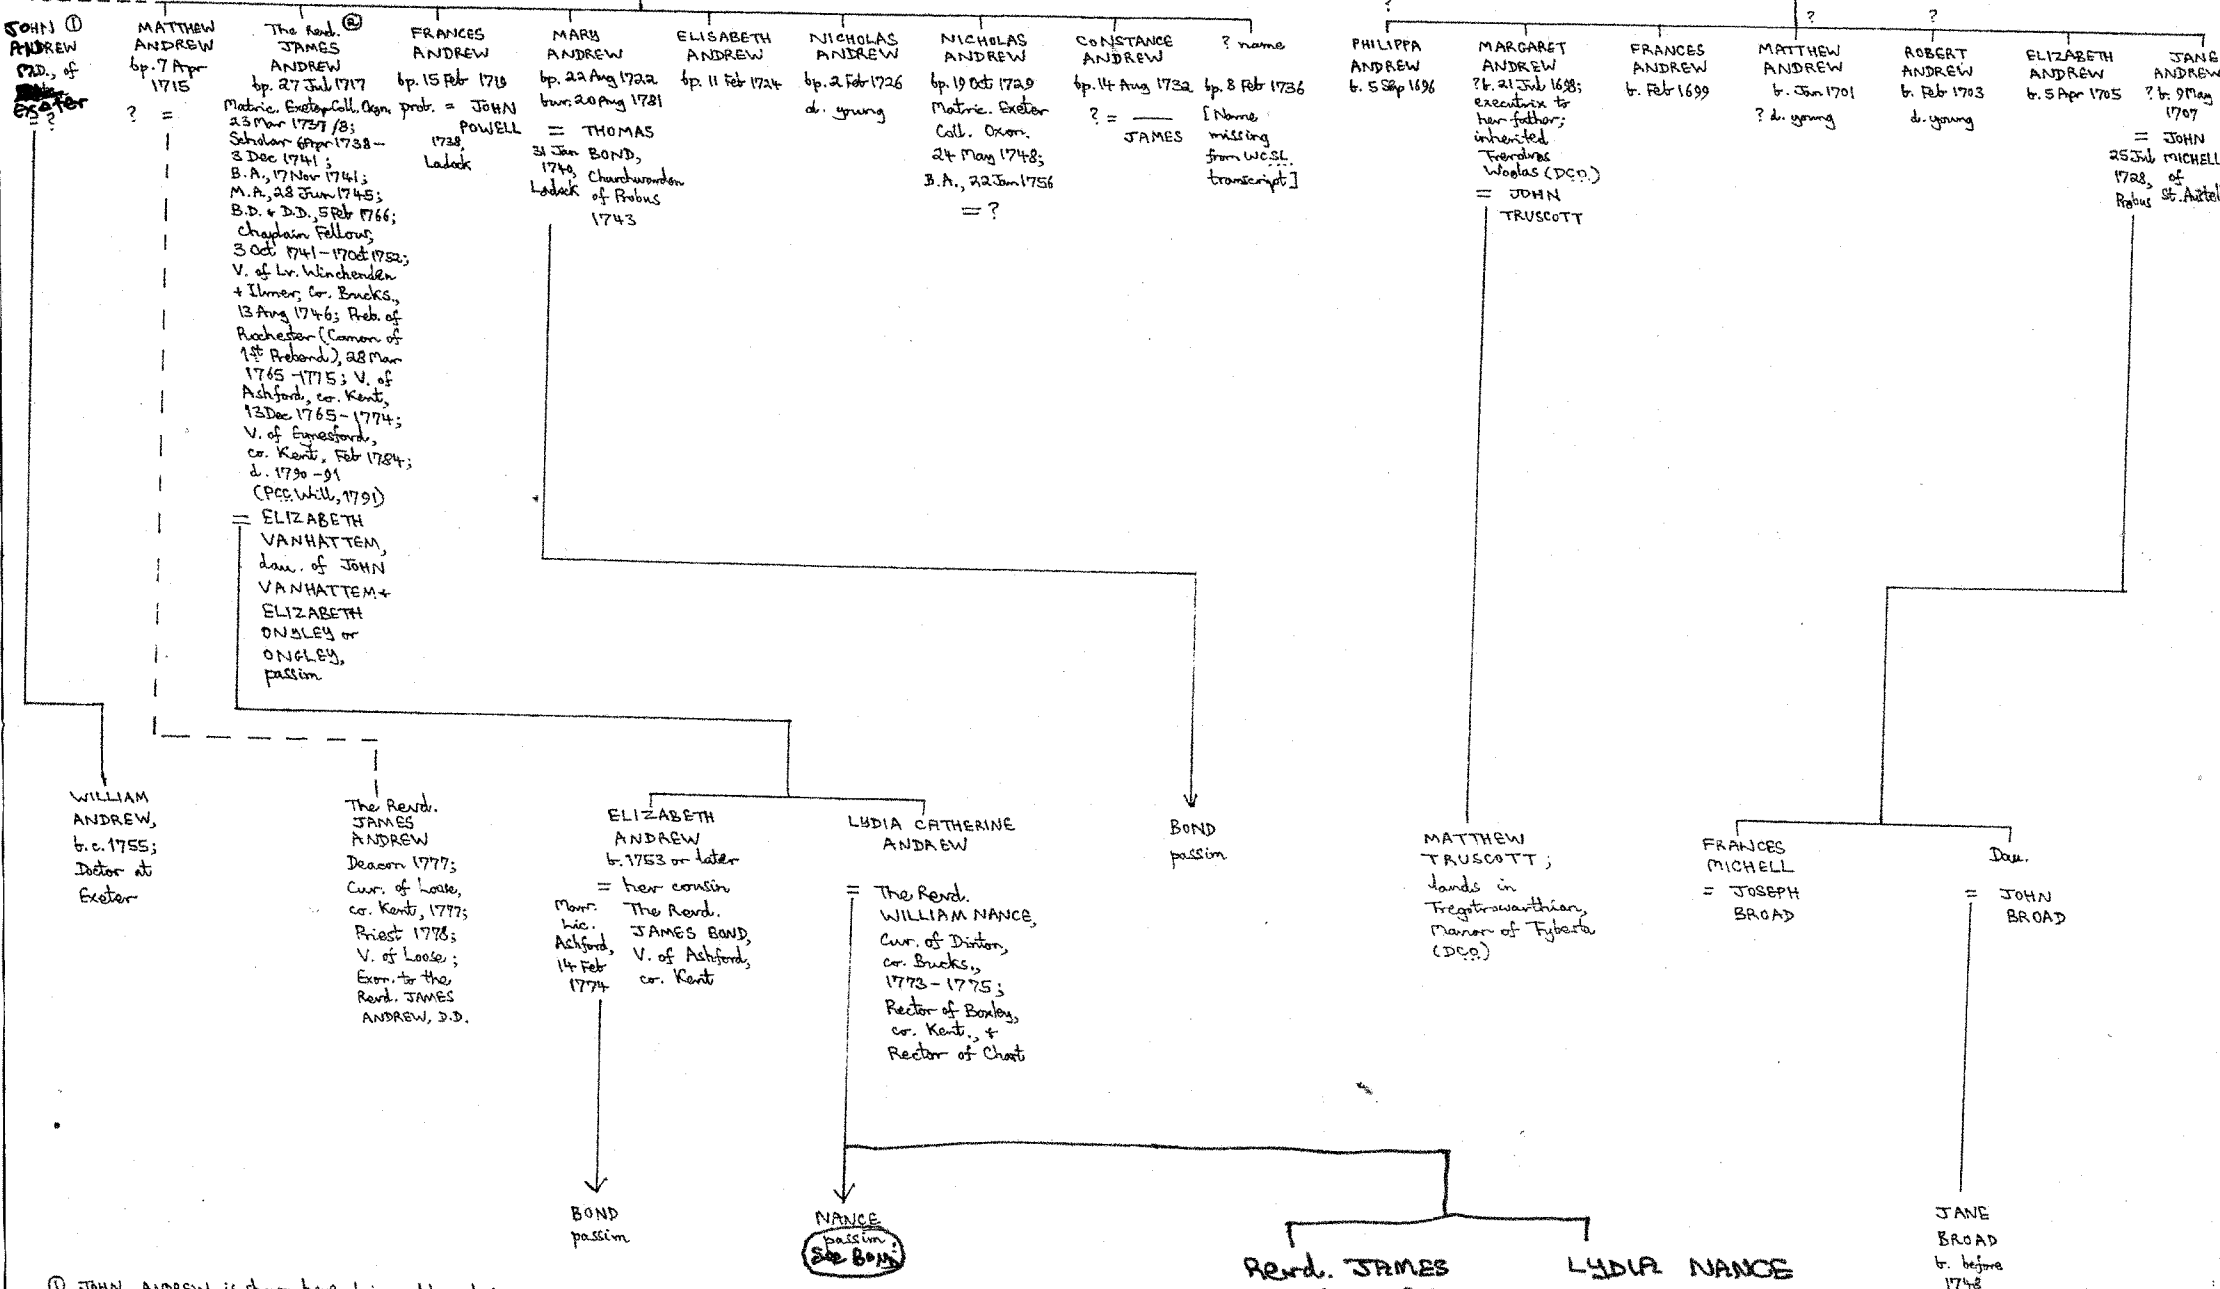 JOHN ①
ANDREW
M.D., of
Exeter
= ?
MATTHEW
ANDREW
bp. 7 Apr
1715
? =
The Revd. ②
JAMES
ANDREW
bp. 27 Jul 1717
Matric. Exeter Coll. Oxon.
23 Mar 1737/8;
Scholar 6 Apr 1738-
3 Dec 1741;
B.A., 17 Nov 1741;
M.A., 28 Jun 1745;
B.D. + D.D., 5 Feb 1766;
Chaplain Fellow,
3 Oct 1741-17 Oct 1752;
V. of Lr. Winchenden
+ Ilmer, co. Bucks.,
13 Aug 1746; Preb. of
Rochester (Canon of
1st Prebend), 28 Mar
1765-1775; V. of
Ashford, co. Kent,
13 Dec 1765-1774;
V. of Eynesford,
co. Kent, Feb 1784;
d. 1790-91
(PCC Will, 1791)
= ELIZABETH
VANHATTEM,
dau. of JOHN
VANHATTEM +
ELIZABETH
ONYLEY or
ONGLEY,
passim
FRANCES
ANDREW
bp. 15 Feb 1719
prob. = JOHN
POWELL
1738,
Ladock
MARY
ANDREW
bp. 22 Aug 1722
bur. 20 Aug 1781
= THOMAS
31 Jan BOND,
1740, Churchwarden
Ladock of Probus
1743
ELISABETH
ANDREW
bp. 11 Feb 1724
NICHOLAS
ANDREW
bp. 2 Feb 1726
d. young
NICHOLAS
ANDREW
bp. 19 Oct 1729
Matric. Exeter
Coll. Oxon.
24 May 1748;
B.A., 22 Jan 1756
= ?
CONSTANCE
ANDREW
bp. 14 Aug 1732
? = ___
JAMES
? name
bp. 8 Feb 1736
[Name
missing
from WCSL
transcript]
?
PHILIPPA
ANDREW
b. 5 Sep 1696
MARGARET
ANDREW
? b. 21 Jul 1698;
executrix to
her father;
inherited
Woolas (DCO.)
= JOHN
TRUSCOTT
FRANCES
ANDREW
b. Feb 1699
?
MATTHEW
ANDREW
b. Jan 1701
? d. young
?
ROBERT
ANDREW
b. Feb 1703
d. young
ELIZABETH
ANDREW
b. 5 Apr 1705
JANE
ANDREW
? b. 9 May
1707
= JOHN
25 Jul MICHELL
1728, of
Probus St. Austell
WILLIAM
ANDREW,
b. c. 1755;
Doctor at
Exeter
The Revd.
JAMES
ANDREW
Deacon 1777;
Cur. of Loose,
co. Kent, 1777;
Priest 1778;
V. of Loose;
Exor. to the
Revd. JAMES
ANDREW, D.D.
ELIZABETH
ANDREW
b. 1753 or later
= her cousin
Marr. The Revd.
Lic. JAMES BOND,
Ashford, V. of Ashford,
14 Feb co. Kent
1774
LYDIA CATHERINE
ANDREW
= The Revd.
WILLIAM NANCE,
Cur. of Dinton,
co. Bucks.,
1773-1775;
Rector of Boxley,
co. Kent., +
Rector of Chart
BOND
passim
MATTHEW
TRUSCOTT;
lands in
Tregotrowarthian,
Manor of Tybesta
(DCO)
FRANCES
MICHELL
= JOSEPH
BROAD
Dau.
= JOHN
BROAD
BOND
passim
NANCE
passim
See BOND
Revd. JAMES
LYDIA NANCE
JANE
BROAD
b. before
1748
① JOHN ANDREW is shown here